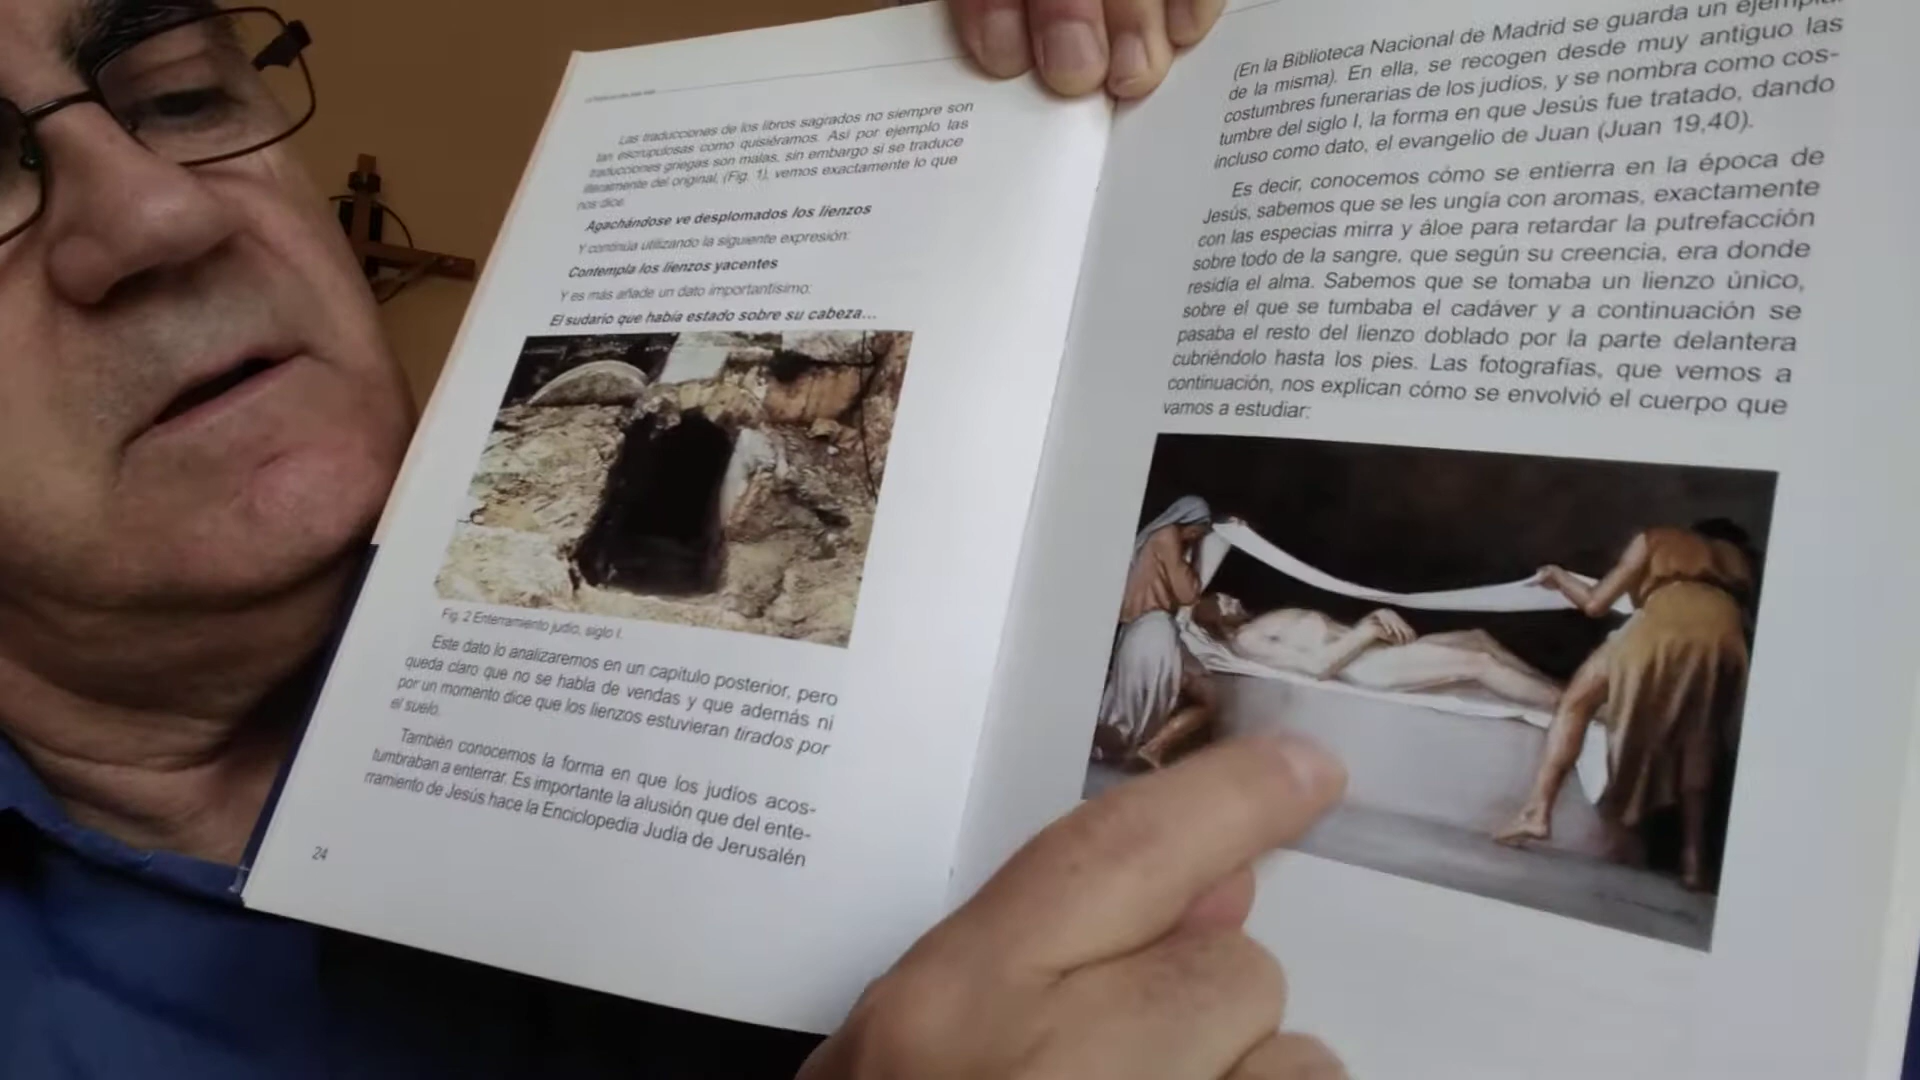 Las traducciones de los libros sagrados no siempre son
tan escrupulosas como quisiéramos. Así por ejemplo las
traducciones griegas son malas, sin embargo si se traduce
literalmente del original, (Fig. 1), vemos exactamente lo que
nos dice.
Agachándose ve desplomados los lienzos
Y continúa utilizando la siguiente expresión:
Contempla los lienzos yacentes
Y es más añade un dato importantísimo:
El sudario que había estado sobre su cabeza...
Fig. 2 Enterramiento judio, siglo I.
Este dato lo analizaremos en un capítulo posterior, pero
queda claro que no se habla de vendas y que además ni
por un momento dice que los lienzos estuvieran tirados por
el suelo.
También conocemos la forma en que los judíos acos-
tumbraban a enterrar. Es importante la alusión que del ente-
rramiento de Jesús hace la Enciclopedia Judía de Jerusalén
24
(En la Biblioteca Nacional de Madrid se guarda un
de la misma). En ella, se recogen desde muy antiguo las
costumbres funerarias de los judíos, y se nombra como cos-
tumbre del siglo I, la forma en que Jesús fue tratado, dando
incluso como dato, el evangelio de Juan (Juan 19,40).
Es decir, conocemos cómo se entierra en la época de
Jesús, sabemos que se les ungía con aromas, exactamente
con las especias mirra y áloe para retardar la putrefacción
sobre todo de la sangre, que según su creencia, era donde
residía el alma. Sabemos que se tomaba un lienzo único,
sobre el que se tumbaba el cadáver y a continuación se
pasaba el resto del lienzo doblado por la parte delantera
cubriéndolo hasta los pies. Las fotografías, que vemos a
continuación, nos explican cómo se envolvió el cuerpo que
vamos a estudiar: